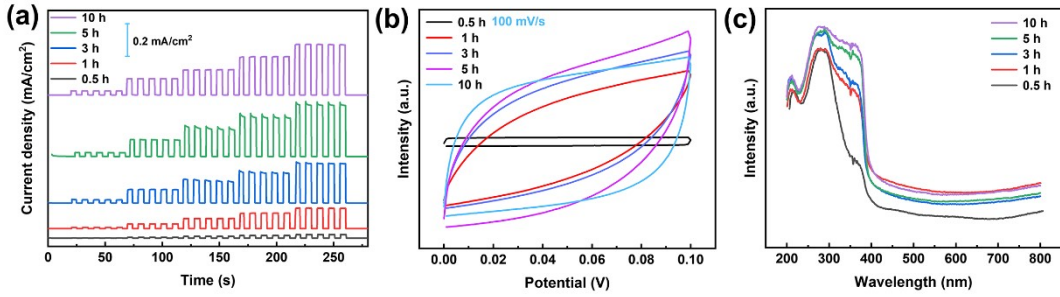 (a)
10 h
5 h
3 h
1 h
0.5 h
0.2 mA/cm²
Current density (mA/cm²)
0 50 100 150 200 250
Time (s)
(b)
0.5 h 100 mV/s
1 h
3 h
5 h
10 h
Intensity (a.u.)
0.00 0.02 0.04 0.06 0.08 0.10
Potential (V)
(c)
10 h
5 h
3 h
1 h
0.5 h
Intensity (a.u.)
200 300 400 500 600 700 800
Wavelength (nm)